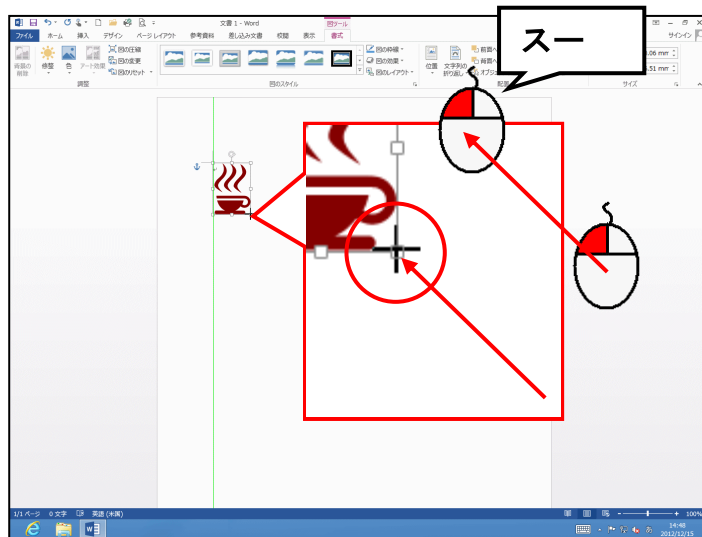 文書 1 - Word
図ツール
ファイル ホーム 挿入 デザイン ページ レイアウト 参考資料 差し込み文書 校閲 表示 書式 サインイン
背景の削除
修整
色
アート効果
図の圧縮
図の変更
図のリセット
図の枠線
図の効果
図のレイアウト
位置
文字列の折り返し
前面へ
背面へ
調整
図のスタイル
サイズ
スー
1/1 ページ 0 文字 英語 (米国)
100%
14:48
2012/12/15